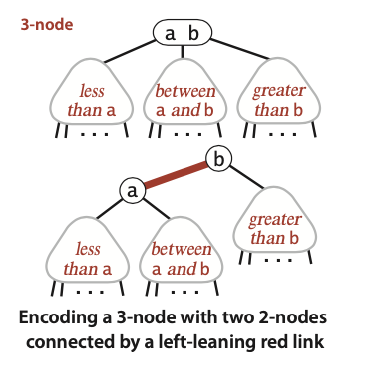 3-node
a b
less
than a
between
a and b
greater
than b
. . .
. . .
. . .
b
a
less
than a
between
a and b
greater
than b
. . .
. . .
. . .
Encoding a 3-node with two 2-nodes
connected by a left-leaning red link